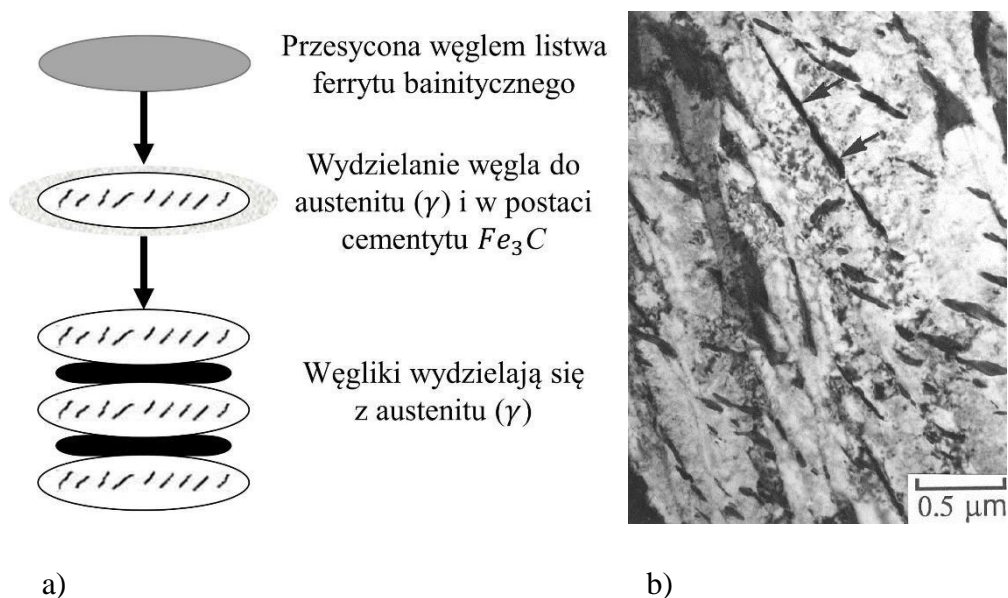 Przesycona węglem listwa
ferrytu bainitycznego
Wydzielanie węgla do
austenitu (γ) i w postaci
cementytu Fe₃C
Węgliki wydzielają się
z austenitu (γ)
0.5 μm
a)
b)